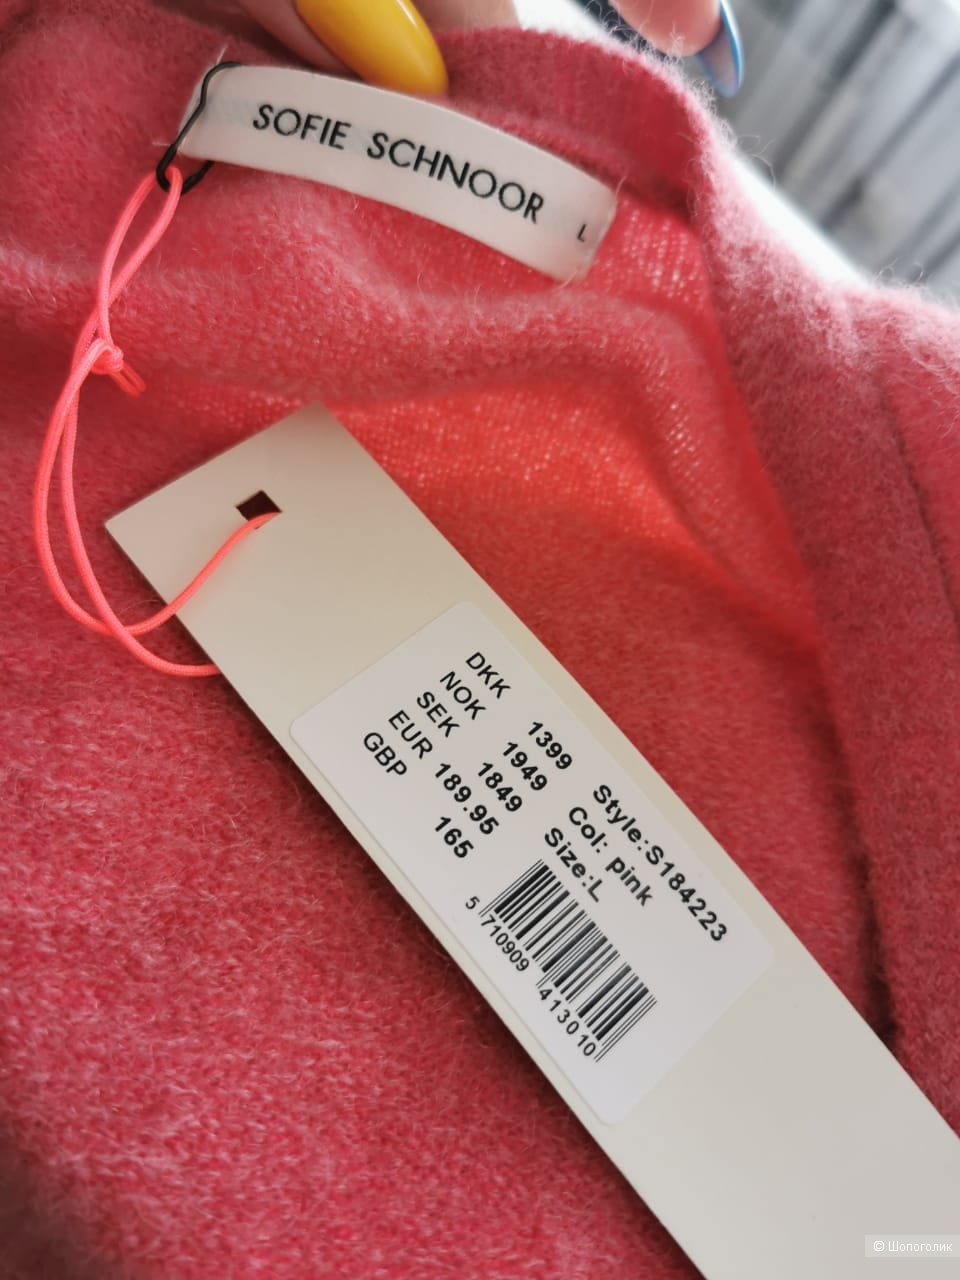 SOFIE SCHNOOR
L
DKK 1399 Style:S184223
NOK 1949 Col: pink
SEK 1849 Size:L
EUR 189.95
GBP 165
5 710909 413010
© Шопоголик